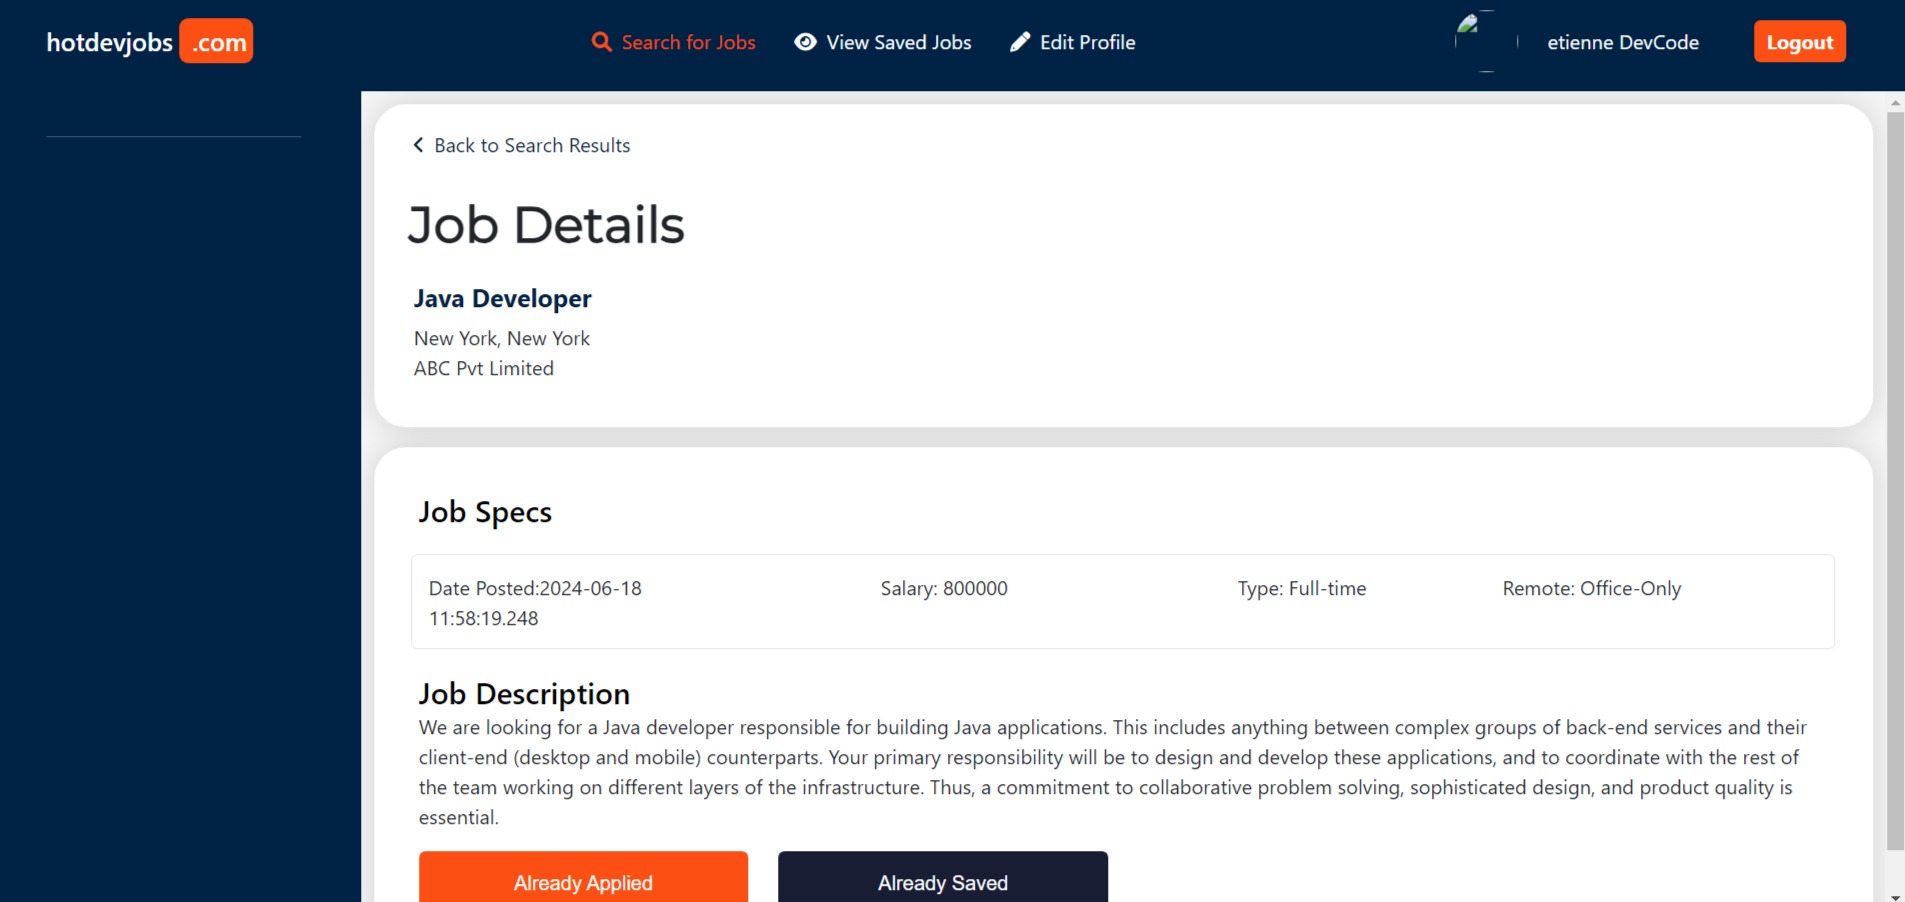 hotdevjobs .com
Search for Jobs
View Saved Jobs
Edit Profile
etienne DevCode
Logout
Back to Search Results
Job Details
Java Developer
New York, New York
ABC Pvt Limited
Job Specs
Date Posted:2024-06-18
11:58:19.248
Salary: 800000
Type: Full-time
Remote: Office-Only
Job Description
We are looking for a Java developer responsible for building Java applications. This includes anything between complex groups of back-end services and their
client-end (desktop and mobile) counterparts. Your primary responsibility will be to design and develop these applications, and to coordinate with the rest of
the team working on different layers of the infrastructure. Thus, a commitment to collaborative problem solving, sophisticated design, and product quality is
essential.
Already Applied
Already Saved